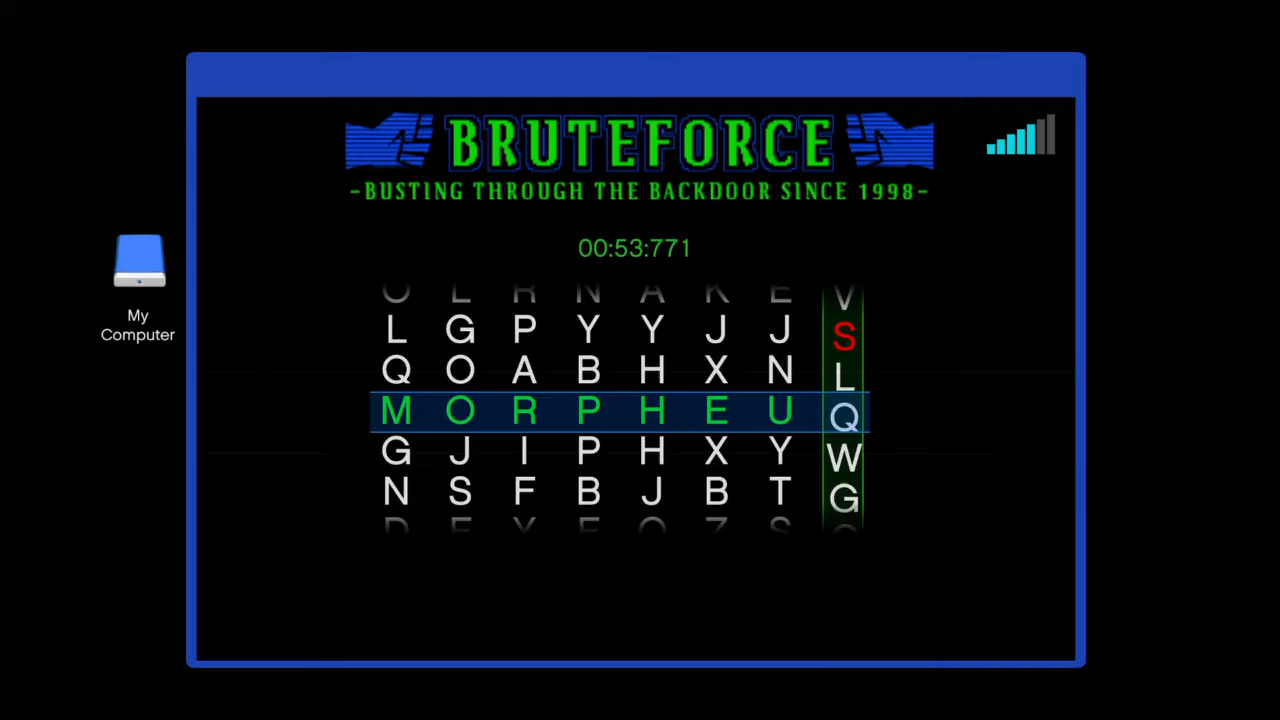 BRUTEFORCE
-BUSTING THROUGH THE BACKDOOR SINCE 1998-
My
Computer
00:53:771
L G P Y Y J J S
Q O A B H X N L
M O R P H E U Q
G J I P H X Y W
N S F B J B T G